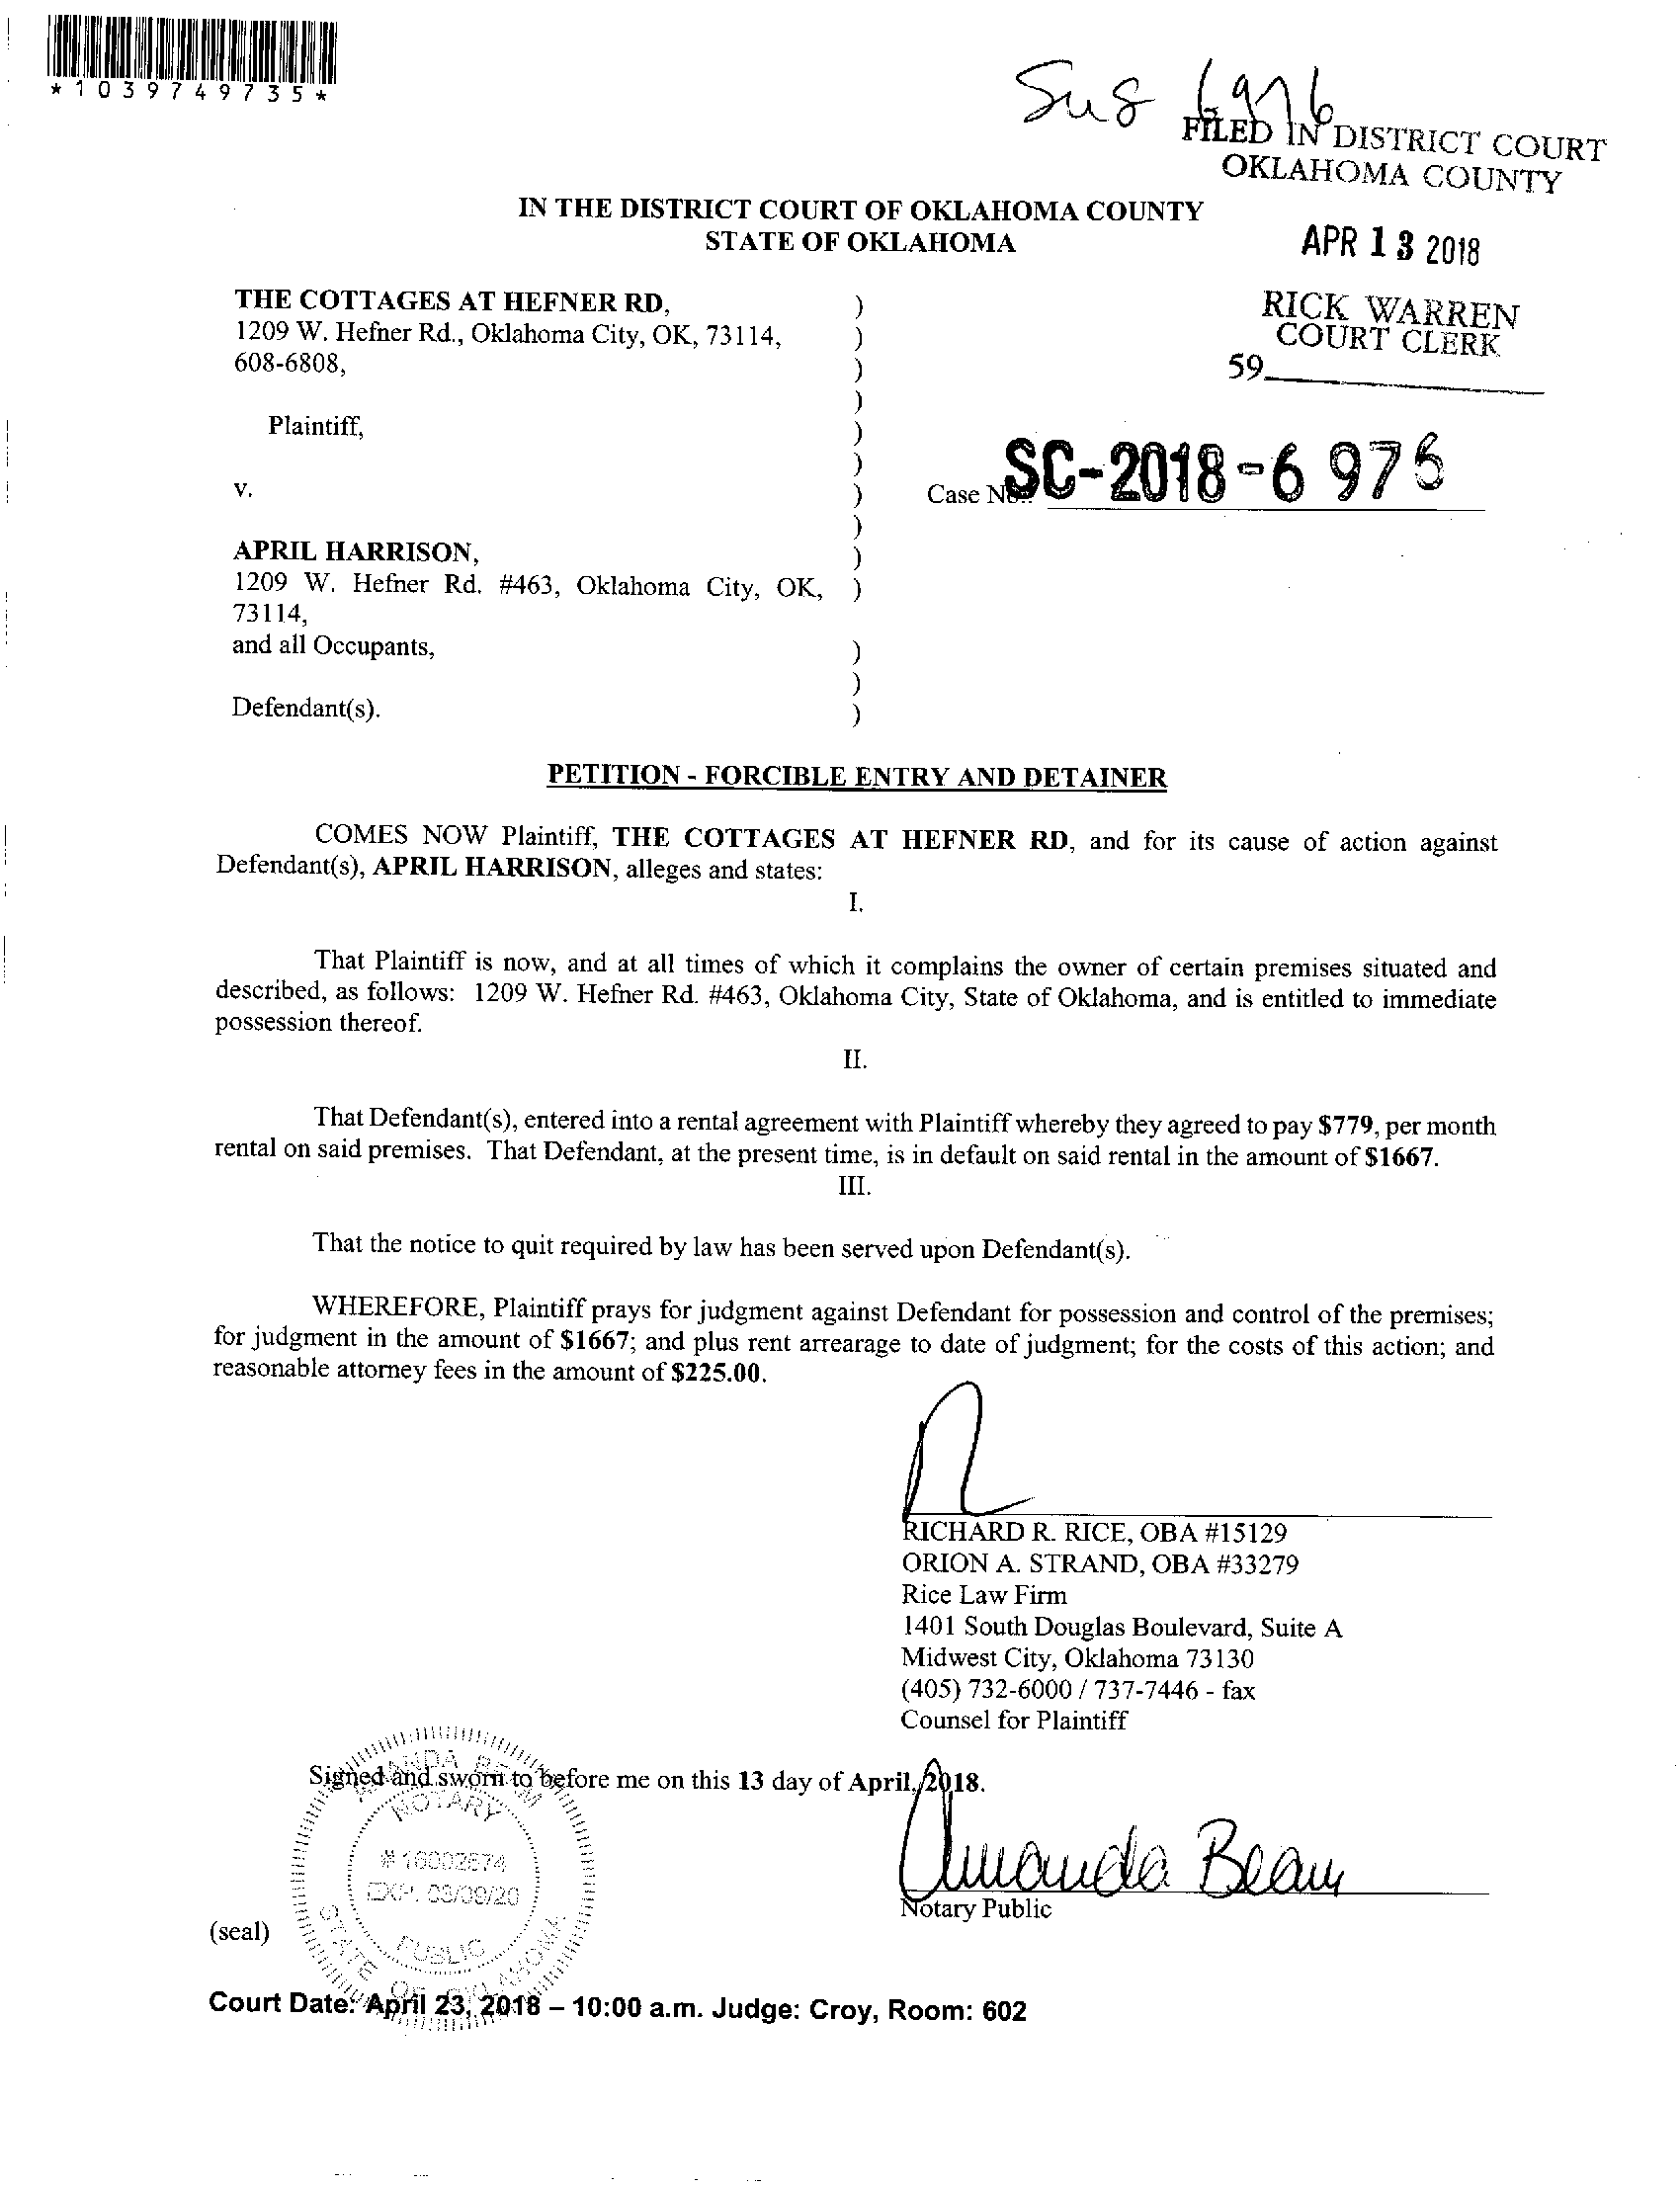 *1039749735*
Sus 6976
FILED IN DISTRICT COURT
OKLAHOMA COUNTY
IN THE DISTRICT COURT OF OKLAHOMA COUNTY
STATE OF OKLAHOMA
APR 13 2018
THE COTTAGES AT HEFNER RD, )
1209 W. Hefner Rd., Oklahoma City, OK, 73114, )
608-6808, )
RICK WARREN
COURT CLERK
59
)
Plaintiff, )
)
v. )
Case No.: SC-2018-6 976
)
APRIL HARRISON, )
1209 W. Hefner Rd. #463, Oklahoma City, OK, )
73114,
and all Occupants, )
)
Defendant(s). )
PETITION - FORCIBLE ENTRY AND DETAINER
COMES NOW Plaintiff, THE COTTAGES AT HEFNER RD, and for its cause of action against
Defendant(s), APRIL HARRISON, alleges and states:
I.
That Plaintiff is now, and at all times of which it complains the owner of certain premises situated and
described, as follows: 1209 W. Hefner Rd. #463, Oklahoma City, State of Oklahoma, and is entitled to immediate
possession thereof.
II.
That Defendant(s), entered into a rental agreement with Plaintiff whereby they agreed to pay $779, per month
rental on said premises. That Defendant, at the present time, is in default on said rental in the amount of $1667.
III.
That the notice to quit required by law has been served upon Defendant(s).
WHEREFORE, Plaintiff prays for judgment against Defendant for possession and control of the premises;
for judgment in the amount of $1667; and plus rent arrearage to date of judgment; for the costs of this action; and
reasonable attorney fees in the amount of $225.00.
RICHARD R. RICE, OBA #15129
ORION A. STRAND, OBA #33279
Rice Law Firm
1401 South Douglas Boulevard, Suite A
Midwest City, Oklahoma 73130
(405) 732-6000 / 737-7446 - fax
Counsel for Plaintiff
Signed and sworn to before me on this 13 day of April, 2018.
Amanda Beam
Notary Public
AMANDA BEAM
NOTARY
# 16002574
EXP. 03/09/20
PUBLIC
STATE OF OKLAHOMA
(seal)
Court Date: April 23, 2018 – 10:00 a.m. Judge: Croy, Room: 602